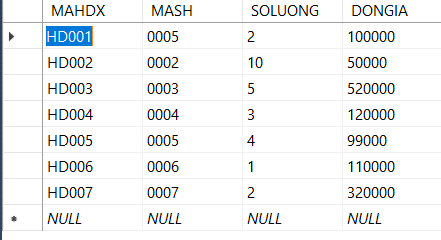 MAHDX MASH SOLUONG DONGIA
HD001 0005 2 100000
HD002 0002 10 50000
HD003 0003 5 520000
HD004 0004 3 120000
HD005 0005 4 99000
HD006 0006 1 110000
HD007 0007 2 320000
NULL NULL NULL NULL